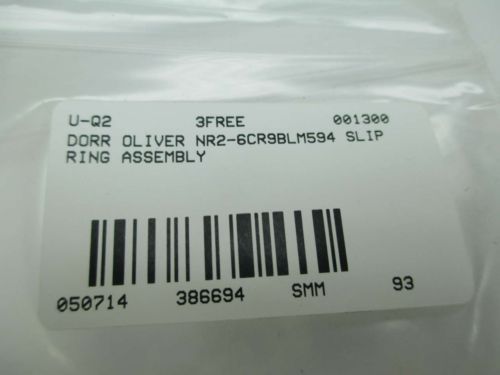 U-Q2 3FREE 001300
DORR OLIVER NR2-6CR9BLM594 SLIP
RING ASSEMBLY
050714 386694 SMM 93